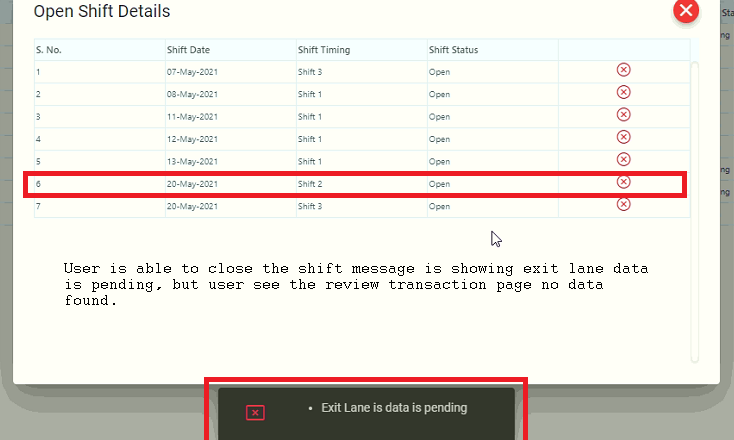 Open Shift Details
Sta
ng
S. No. Shift Date Shift Timing Shift Status
1 07-May-2021 Shift 3 Open
2 08-May-2021 Shift 1 Open
3 11-May-2021 Shift 1 Open
4 12-May-2021 Shift 1 Open
5 13-May-2021 Shift 1 Open
ng
6 20-May-2021 Shift 2 Open
ng
7 20-May-2021 Shift 3 Open
User is able to close the shift message is showing exit lane data
is pending, but user see the review transaction page no data
found.
• Exit Lane is data is pending